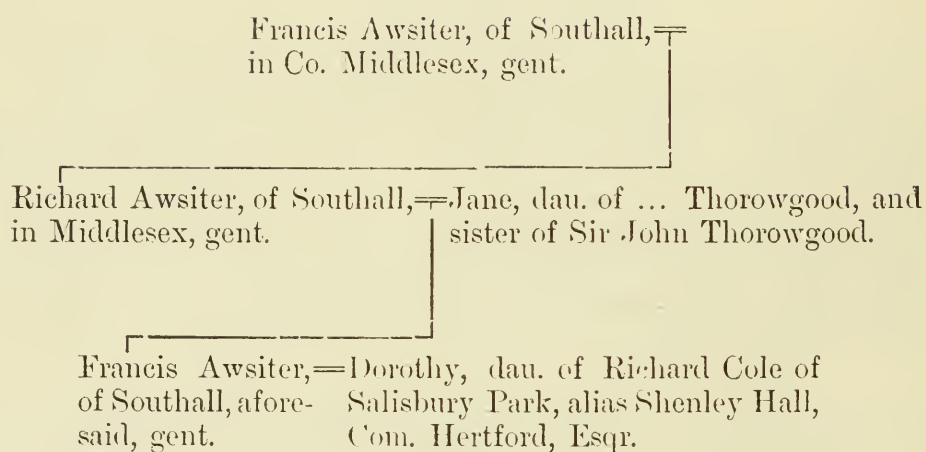 Francis Awsiter, of Southall,=
in Co. Middlesex, gent.
Richard Awsiter, of Southall,=Jane, dau. of ... Thorowgood, and
in Middlesex, gent. sister of Sir John Thorowgood.
Francis Awsiter,=Dorothy, dau. of Richard Cole of
of Southall, afore- Salisbury Park, alias Shenley Hall,
said, gent. Com. Hertford, Esqr.